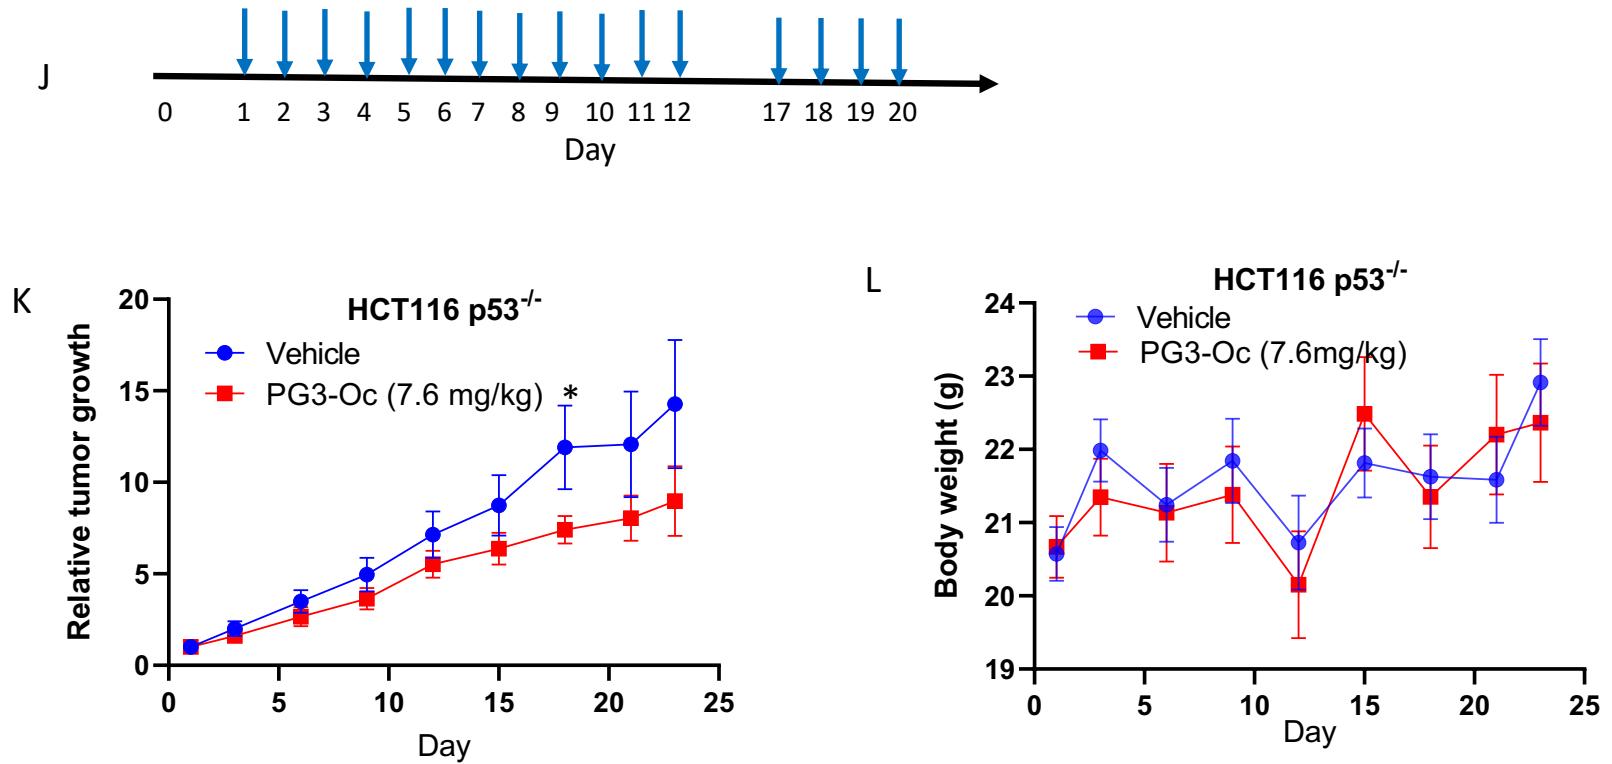 J
0 1 2 3 4 5 6 7 8 9 10 11 12 17 18 19 20
Day
K
HCT116 p53-/-
Vehicle
PG3-Oc (7.6 mg/kg) *
Relative tumor growth
20
15
10
5
0
0 5 10 15 20 25
Day
L
HCT116 p53-/-
Vehicle
PG3-Oc (7.6mg/kg)
Body weight (g)
24
23
22
21
20
19
0 5 10 15 20 25
Day